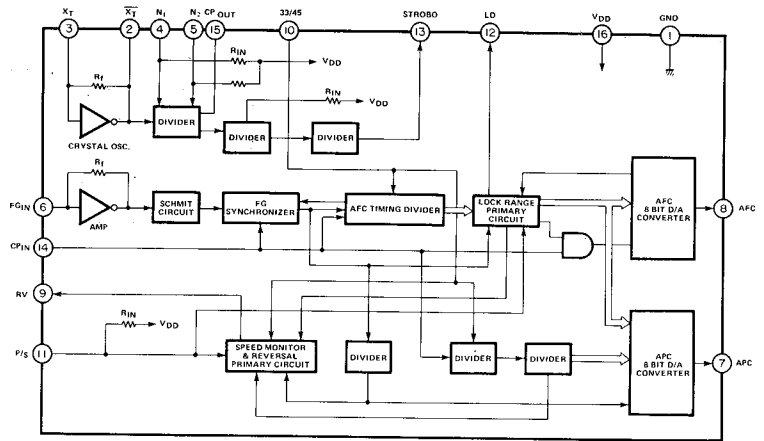 XT XT N1 N2 CP OUT 33/45 STROBO LD VDD GND
3 2 4 5 15 10 13 12 16 1
Rf RIN VDD
RIN VDD
DIVIDER
DIVIDER DIVIDER
CRYSTAL OSC.
Rf
FGIN 6
AMP
SCHMIT
CIRCUIT
FG
SYNCHRONIZER
AFC TIMING DIVIDER
LOCK RANGE
PRIMARY
CIRCUIT
AFC
8 BIT D/A
CONVERTER
8 AFC
CPIN 14
RV 9
RIN VDD
P/S 11
SPEED MONITOR
& REVERSAL
PRIMARY CIRCUIT
DIVIDER
DIVIDER
DIVIDER
APC
8 BIT D/A
CONVERTER
7 APC